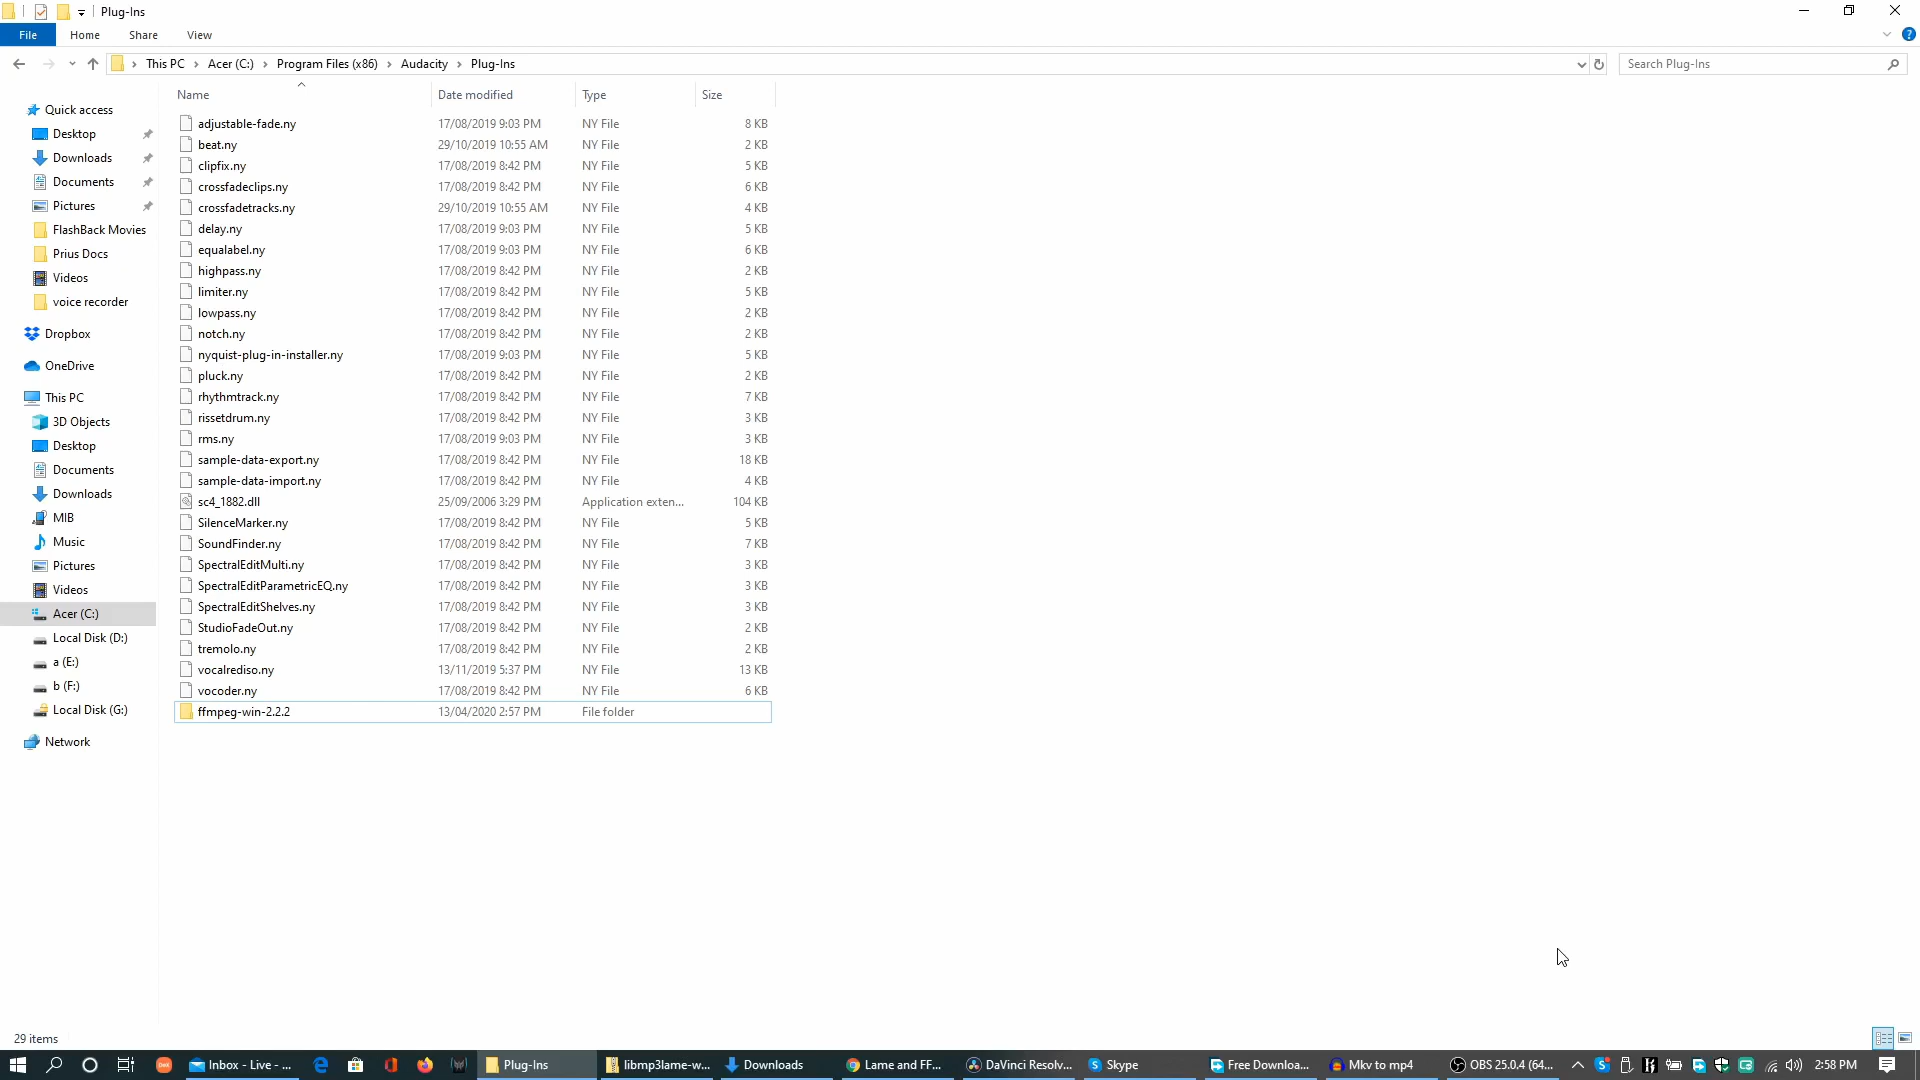 Plug-Ins
File Home Share View
This PC Acer (C:) Program Files (x86) Audacity Plug-Ins Search Plug-Ins
Name Date modified Type Size
Quick access
Desktop
Downloads
Documents
Pictures
FlashBack Movies
Prius Docs
Videos
voice recorder
Dropbox
OneDrive
This PC
3D Objects
Desktop
Documents
Downloads
MIB
Music
Pictures
Videos
Acer (C:)
Local Disk (D:)
a (E:)
b (F:)
Local Disk (G:)
Network
adjustable-fade.ny 17/08/2019 9:03 PM NY File 8 KB
beat.ny 29/10/2019 10:55 AM NY File 2 KB
clipfix.ny 17/08/2019 8:42 PM NY File 5 KB
crossfadeclips.ny 17/08/2019 8:42 PM NY File 6 KB
crossfadetracks.ny 29/10/2019 10:55 AM NY File 4 KB
delay.ny 17/08/2019 9:03 PM NY File 5 KB
equalabel.ny 17/08/2019 9:03 PM NY File 6 KB
highpass.ny 17/08/2019 8:42 PM NY File 2 KB
limiter.ny 17/08/2019 8:42 PM NY File 5 KB
lowpass.ny 17/08/2019 8:42 PM NY File 2 KB
notch.ny 17/08/2019 8:42 PM NY File 2 KB
nyquist-plug-in-installer.ny 17/08/2019 9:03 PM NY File 5 KB
pluck.ny 17/08/2019 8:42 PM NY File 2 KB
rhythmtrack.ny 17/08/2019 8:42 PM NY File 7 KB
rissetdrum.ny 17/08/2019 8:42 PM NY File 3 KB
rms.ny 17/08/2019 9:03 PM NY File 3 KB
sample-data-export.ny 17/08/2019 8:42 PM NY File 18 KB
sample-data-import.ny 17/08/2019 8:42 PM NY File 4 KB
sc4_1882.dll 25/09/2006 3:29 PM Application exten... 104 KB
SilenceMarker.ny 17/08/2019 8:42 PM NY File 5 KB
SoundFinder.ny 17/08/2019 8:42 PM NY File 7 KB
SpectralEditMulti.ny 17/08/2019 8:42 PM NY File 3 KB
SpectralEditParametricEQ.ny 17/08/2019 8:42 PM NY File 3 KB
SpectralEditShelves.ny 17/08/2019 8:42 PM NY File 3 KB
StudioFadeOut.ny 17/08/2019 8:42 PM NY File 2 KB
tremolo.ny 17/08/2019 8:42 PM NY File 2 KB
vocalrediso.ny 13/11/2019 5:37 PM NY File 13 KB
vocoder.ny 17/08/2019 8:42 PM NY File 6 KB
ffmpeg-win-2.2.2 13/04/2020 2:57 PM File folder
29 items
Inbox - Live - ... Plug-Ins libmp3lame-w... Downloads Lame and FF... DaVinci Resolv... Skype Free Downloa... Mkv to mp4 OBS 25.0.4 (64... 2:58 PM